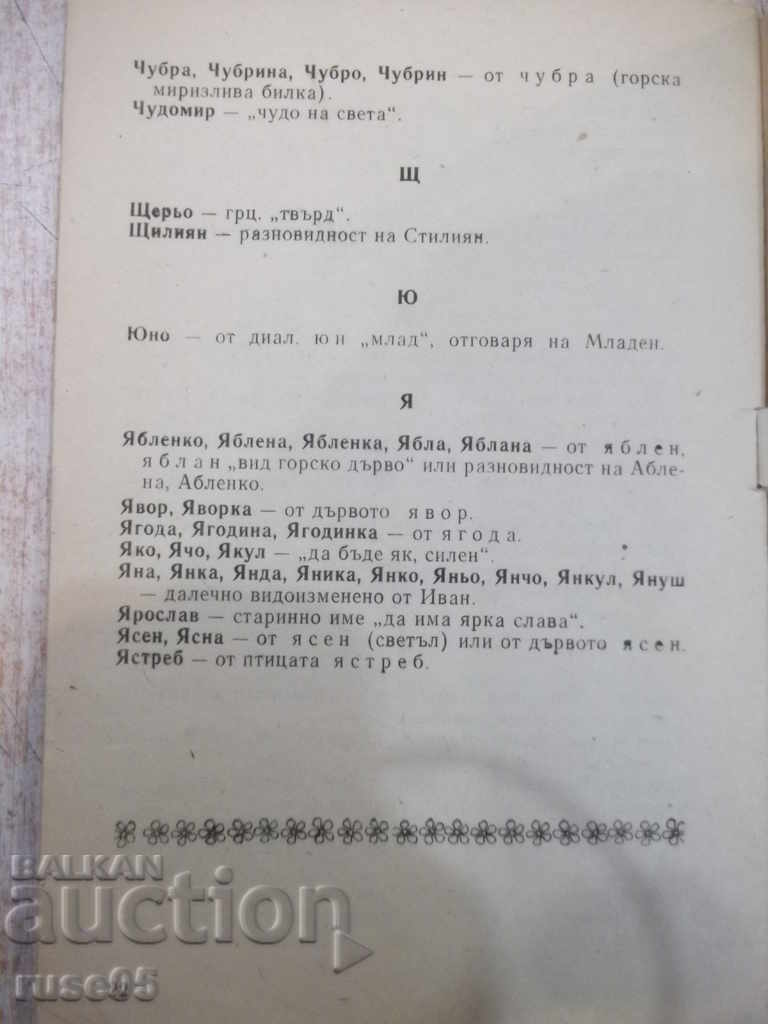 Чубра, Чубрина, Чубро, Чубрин — от чубра (горска
миризлива билка).
Чудомир — „чудо на света“.
Щ
Щерьо — грц. „твърд“.
Щилиян — разновидност на Стилиян.
Ю
Юно — от диал. юн „млад“, отговаря на Младен.
Я
Ябленко, Яблена, Ябленка, Ябла, Яблана — от яблен,
яблан „вид горско дърво“ или разновидност на Абле-
на, Абленко.
Явор, Яворка — от дървото явор.
Ягода, Ягодина, Ягодинка — от ягода.
Яко, Ячо, Якул — „да бъде як, силен“.
Яна, Янка, Янда, Яника, Янко, Яньо, Янчо, Янкул, Януш
— далечно видоизменено от Иван.
Ярослав — старинно име „да има ярка слава“.
Ясен, Ясна — от ясен (светъл) или от дървото ясен.
Ястреб — от птицата ястреб.
BALKAN
auction
ruse95